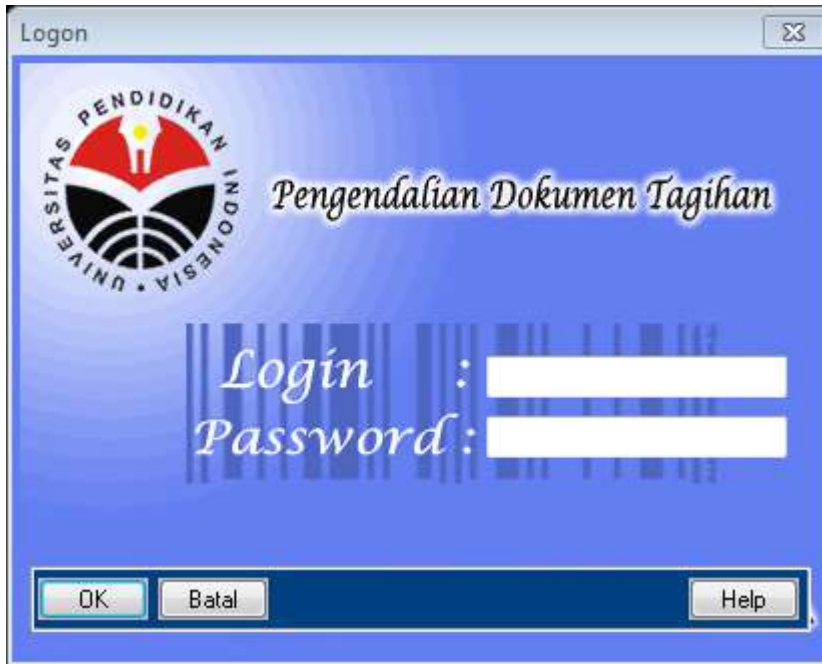 Logon
UNIVERSITAS PENDIDIKAN INDONESIA
Pengendalian Dokumen Tagihan
Login :
Password :
OK Batal Help